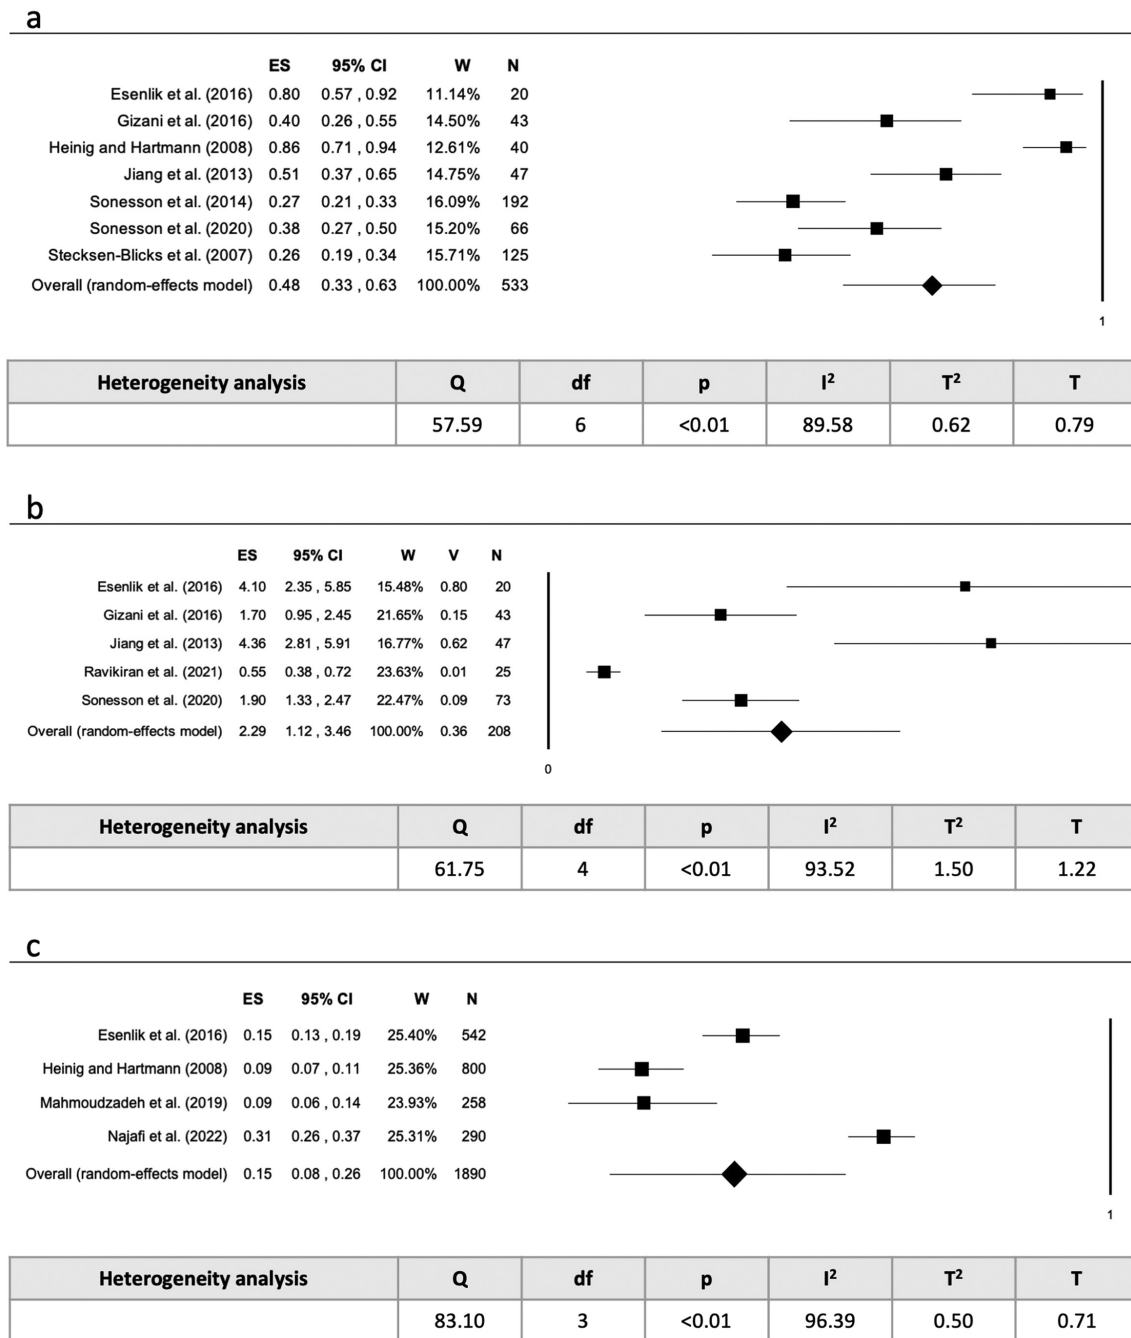 a
ES 95% CI W N
Esenlik et al. (2016) 0.80 0.57 , 0.92 11.14% 20
Gizani et al. (2016) 0.40 0.26 , 0.55 14.50% 43
Heinig and Hartmann (2008) 0.86 0.71 , 0.94 12.61% 40
Jiang et al. (2013) 0.51 0.37 , 0.65 14.75% 47
Sonesson et al. (2014) 0.27 0.21 , 0.33 16.09% 192
Sonesson et al. (2020) 0.38 0.27 , 0.50 15.20% 66
Stecksen-Blicks et al. (2007) 0.26 0.19 , 0.34 15.71% 125
Overall (random-effects model) 0.48 0.33 , 0.63 100.00% 533
1
Heterogeneity analysis Q df p I² T² T
57.59 6 <0.01 89.58 0.62 0.79
b
ES 95% CI W V N
Esenlik et al. (2016) 4.10 2.35 , 5.85 15.48% 0.80 20
Gizani et al. (2016) 1.70 0.95 , 2.45 21.65% 0.15 43
Jiang et al. (2013) 4.36 2.81 , 5.91 16.77% 0.62 47
Ravikiran et al. (2021) 0.55 0.38 , 0.72 23.63% 0.01 25
Sonesson et al. (2020) 1.90 1.33 , 2.47 22.47% 0.09 73
Overall (random-effects model) 2.29 1.12 , 3.46 100.00% 0.36 208
0
Heterogeneity analysis Q df p I² T² T
61.75 4 <0.01 93.52 1.50 1.22
c
ES 95% CI W N
Esenlik et al. (2016) 0.15 0.13 , 0.19 25.40% 542
Heinig and Hartmann (2008) 0.09 0.07 , 0.11 25.36% 800
Mahmoudzadeh et al. (2019) 0.09 0.06 , 0.14 23.93% 258
Najafi et al. (2022) 0.31 0.26 , 0.37 25.31% 290
Overall (random-effects model) 0.15 0.08 , 0.26 100.00% 1890
1
Heterogeneity analysis Q df p I² T² T
83.10 3 <0.01 96.39 0.50 0.71